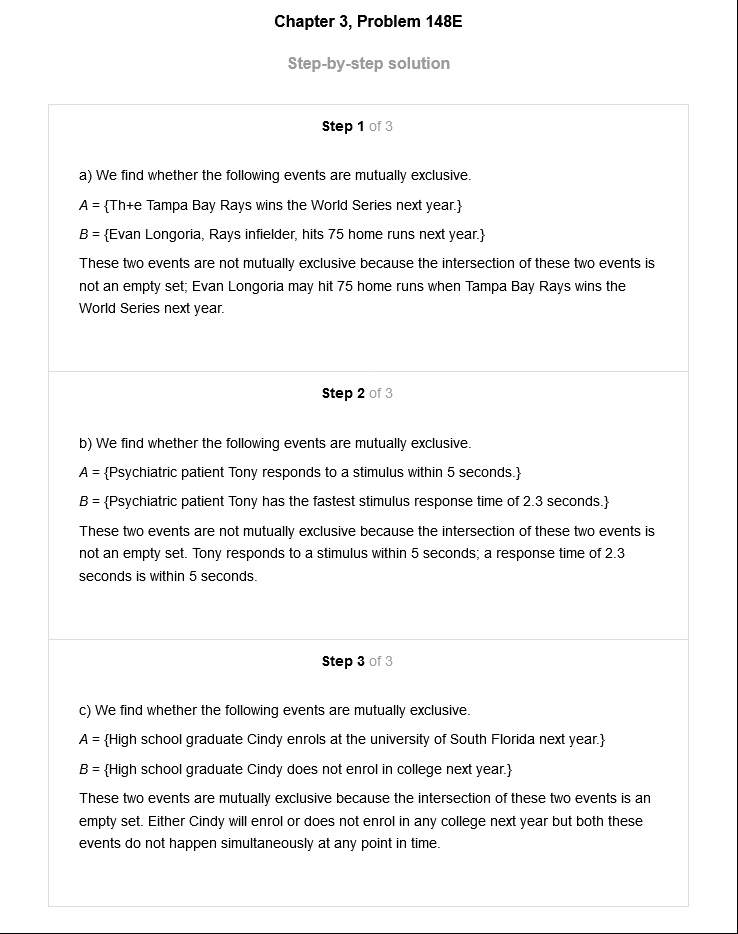 Chapter 3, Problem 148E
Step-by-step solution
Step 1 of 3
a) We find whether the following events are mutually exclusive.
A = {Th+e Tampa Bay Rays wins the World Series next year.}
B = {Evan Longoria, Rays infielder, hits 75 home runs next year.}
These two events are not mutually exclusive because the intersection of these two events is
not an empty set; Evan Longoria may hit 75 home runs when Tampa Bay Rays wins the
World Series next year.
Step 2 of 3
b) We find whether the following events are mutually exclusive.
A = {Psychiatric patient Tony responds to a stimulus within 5 seconds.}
B = {Psychiatric patient Tony has the fastest stimulus response time of 2.3 seconds.}
These two events are not mutually exclusive because the intersection of these two events is
not an empty set. Tony responds to a stimulus within 5 seconds; a response time of 2.3
seconds is within 5 seconds.
Step 3 of 3
c) We find whether the following events are mutually exclusive.
A = {High school graduate Cindy enrols at the university of South Florida next year.}
B = {High school graduate Cindy does not enrol in college next year.}
These two events are mutually exclusive because the intersection of these two events is an
empty set. Either Cindy will enrol or does not enrol in any college next year but both these
events do not happen simultaneously at any point in time.